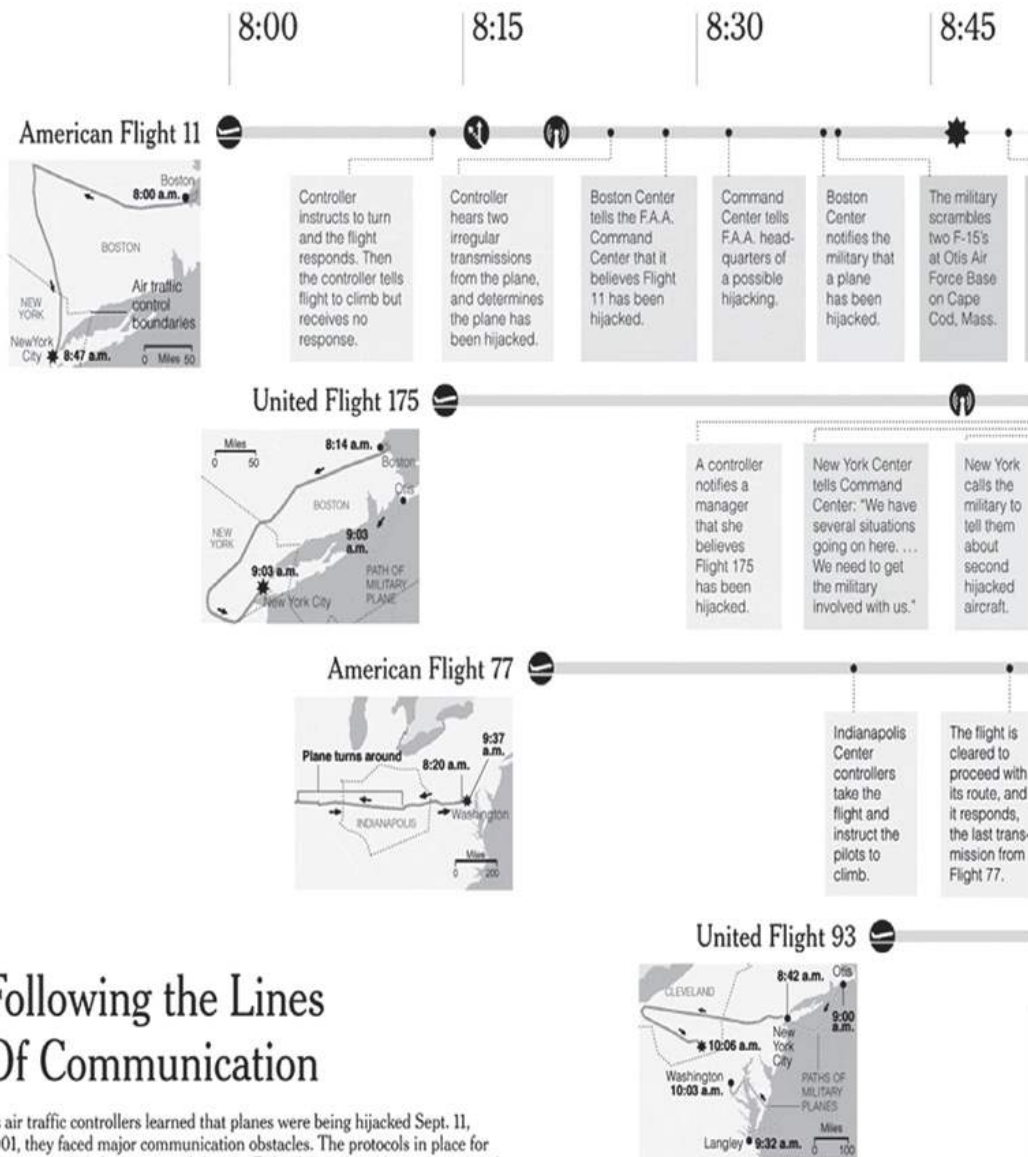 8:00
8:15
8:30
8:45
American Flight 11
Boston
8:00 a.m.
BOSTON
Air traffic
control
boundaries
NEW
YORK
NewYork
City
8:47 a.m.
0 Miles 50
Controller
instructs to turn
and the flight
responds. Then
the controller tells
flight to climb but
receives no
response.
Controller
hears two
irregular
transmissions
from the plane,
and determines
the plane has
been hijacked.
Boston Center
tells the F.A.A.
Command
Center that it
believes Flight
11 has been
hijacked.
Command
Center tells
F.A.A. head-
quarters of
a possible
hijacking.
Boston
Center
notifies the
military that
a plane
has been
hijacked.
The military
scrambles
two F-15's
at Otis Air
Force Base
on Cape
Cod, Mass.
United Flight 175
Miles
0 50
8:14 a.m.
Boston
Otis
BOSTON
NEW
YORK
9:03
a.m.
9:03 a.m.
New York City
PATH OF
MILITARY
PLANE
A controller
notifies a
manager
that she
believes
Flight 175
has been
hijacked.
New York Center
tells Command
Center: “We have
several situations
going on here. …
We need to get
the military
involved with us.”
New York
calls the
military to
tell them
about
second
hijacked
aircraft.
American Flight 77
Plane turns around
8:20 a.m.
9:37
a.m.
INDIANAPOLIS
Washington
Miles
0 200
Indianapolis
Center
controllers
take the
flight and
instruct the
pilots to
climb.
The flight is
cleared to
proceed with
its route, and
it responds,
the last trans-
mission from
Flight 77.
United Flight 93
CLEVELAND
8:42 a.m.
Otis
9:00
a.m.
New
York
City
10:06 a.m.
Washington
10:03 a.m.
PATHS OF
MILITARY
PLANES
Langley
9:32 a.m.
Miles
0 100
Following the Lines
Of Communication
s air traffic controllers learned that planes were being hijacked Sept. 11,
001, they faced major communication obstacles. The protocols in place for